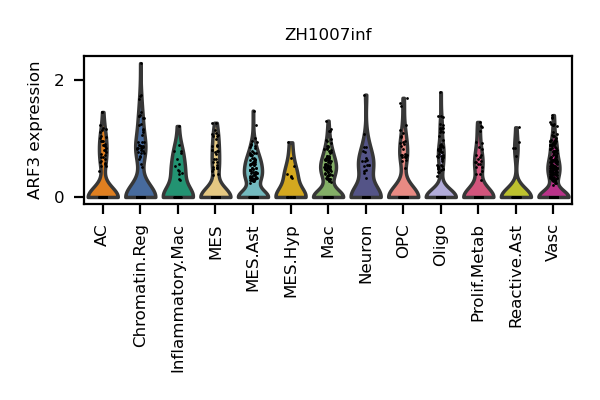 ZH1007inf
ARF3 expression
2
0
AC
Chromatin.Reg
Inflammatory.Mac
MES
MES.Ast
MES.Hyp
Mac
Neuron
OPC
Oligo
Prolif.Metab
Reactive.Ast
Vasc